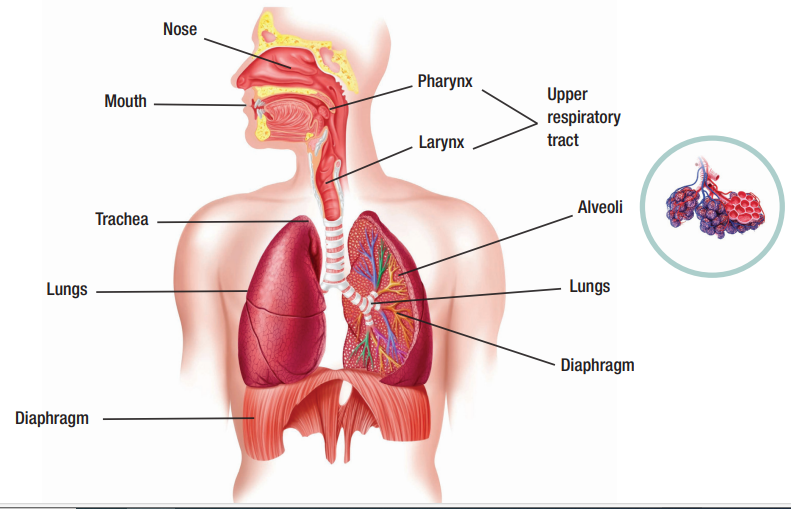 Nose
Mouth
Pharynx
Larynx
Upper
respiratory
tract
Trachea
Alveoli
Lungs
Lungs
Diaphragm
Diaphragm